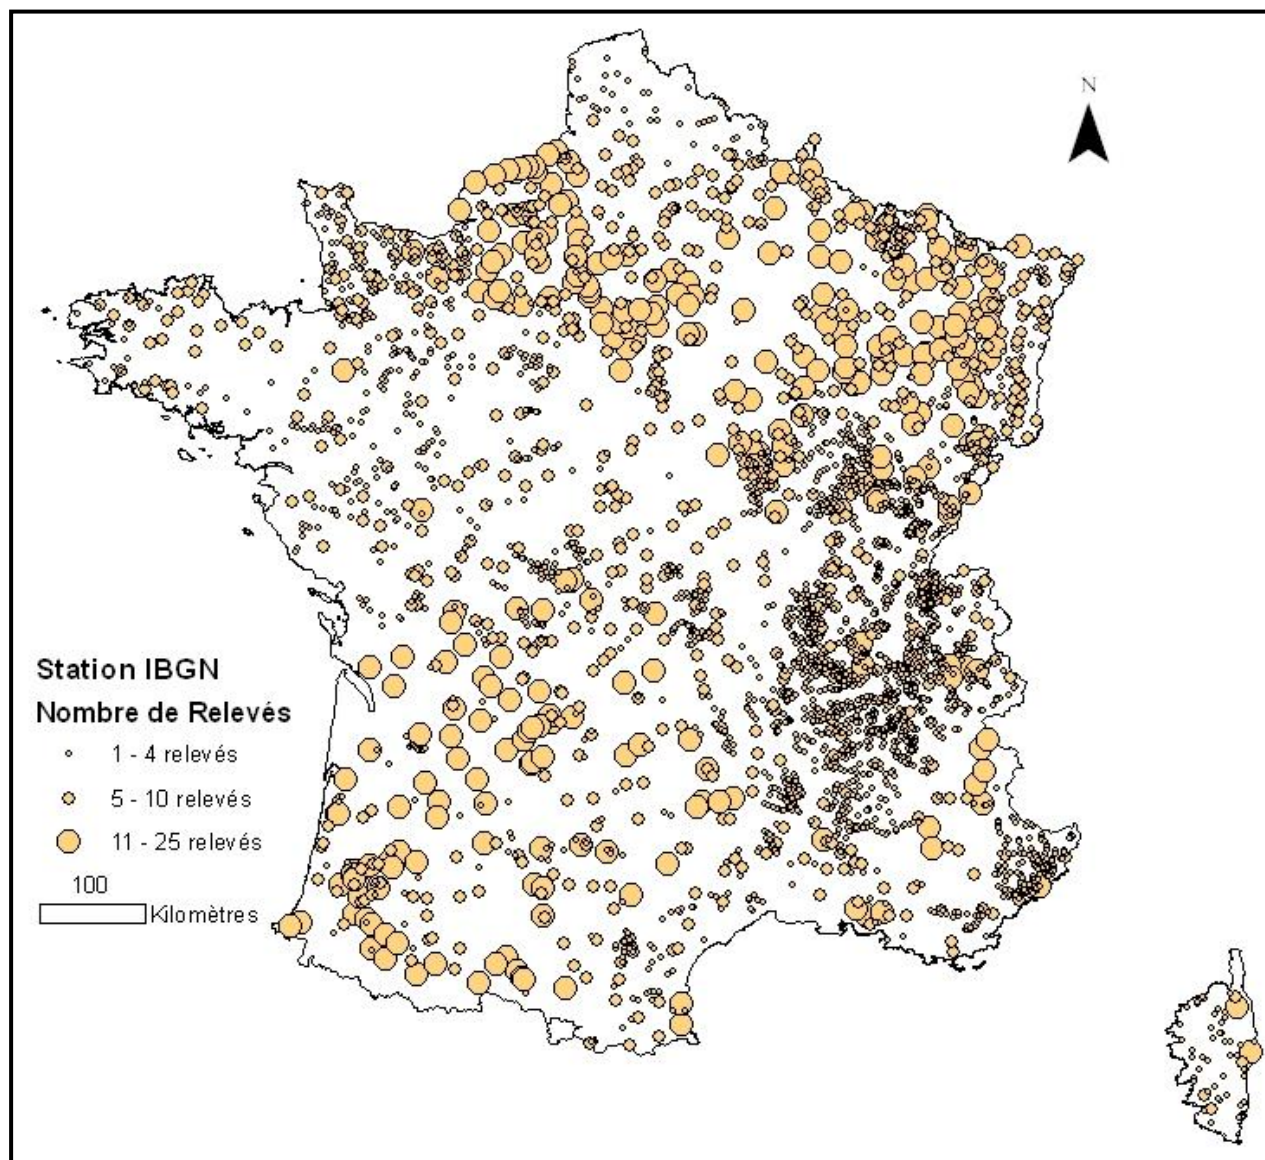 N
Station IBGN
Nombre de Relevés
1 - 4 relevés
5 - 10 relevés
11 - 25 relevés
100
Kilomètres